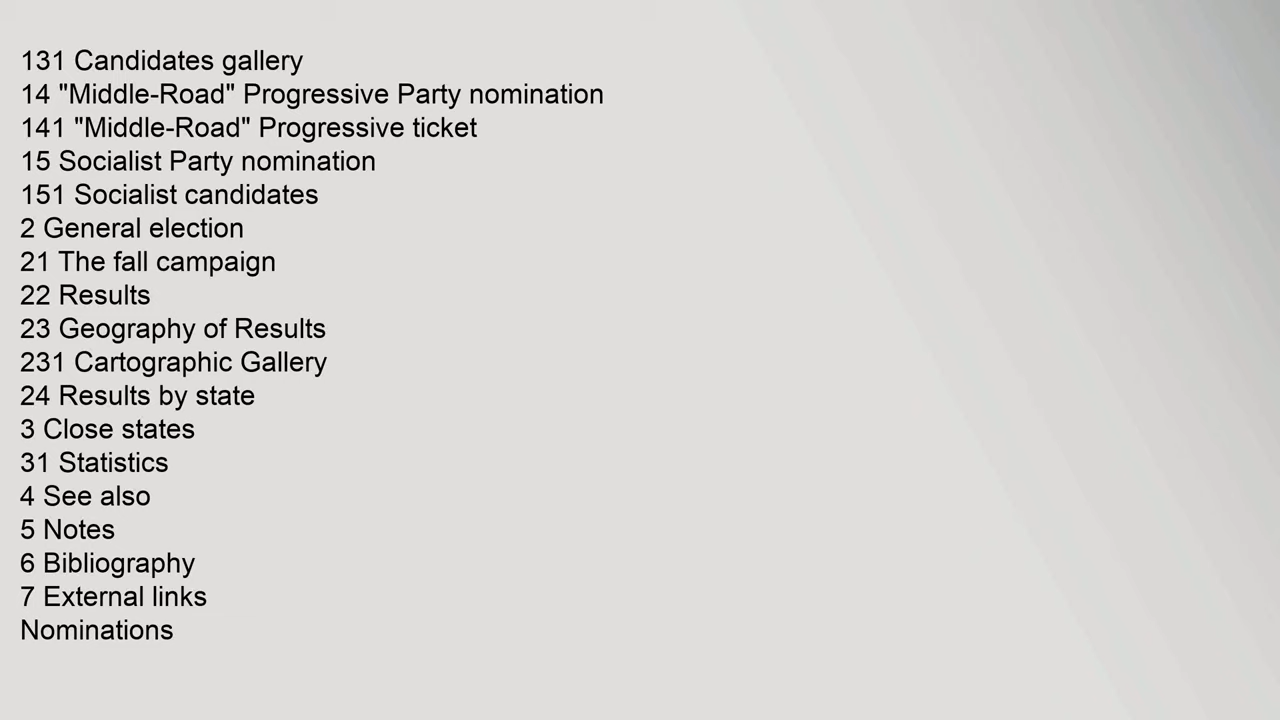 131 Candidates gallery
14 "Middle-Road" Progressive Party nomination
141 "Middle-Road" Progressive ticket
15 Socialist Party nomination
151 Socialist candidates
2 General election
21 The fall campaign
22 Results
23 Geography of Results
231 Cartographic Gallery
24 Results by state
3 Close states
31 Statistics
4 See also
5 Notes
6 Bibliography
7 External links
Nominations